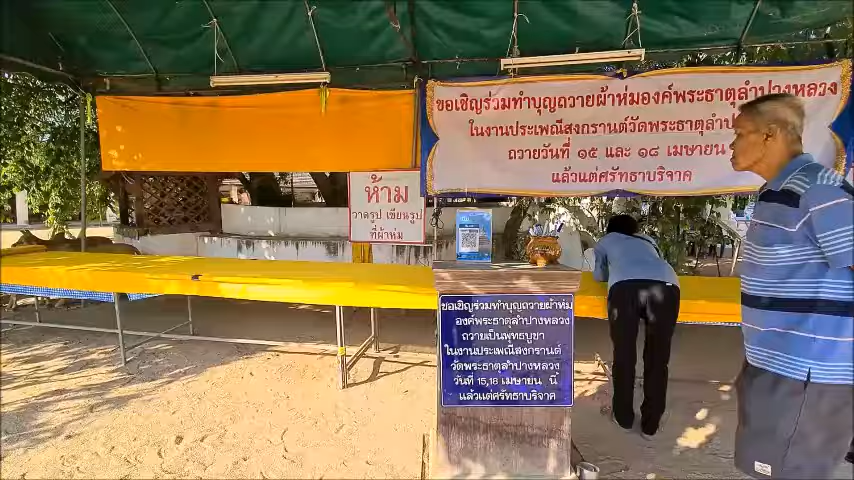 ขอเชิญร่วมทำบุญถวายผ้าห่มองค์พระธาตุลำปางหลวง
ในงานประเพณีสงกรานต์วัดพระธาตุลำปาง
ถวายวันที่ ๑๕ และ ๑๘ เมษายน
แล้วแต่ศรัทธาบริจาค
ห้าม
วาดรูป เขียนรูป
ที่ผ้าห่ม
ขอเชิญร่วมทำบุญถวายผ้าห่ม
องค์พระธาตุลำปางหลวง
ถวายเป็นพุทธบูชา
ในงานประเพณีสงกรานต์
วัดพระธาตุลำปางหลวง
วันที่ 15,18 เมษายน นี้
แล้วแต่ศรัทธาบริจาค